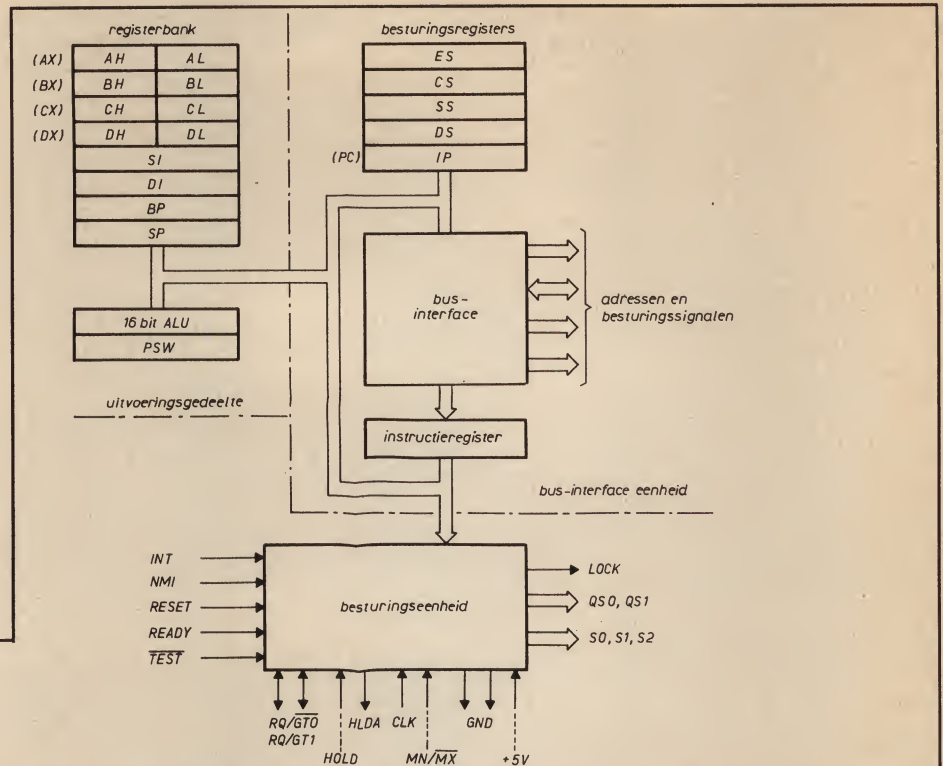 registerbank
(AX) AH AL
(BX) BH BL
(CX) CH CL
(DX) DH DL
SI
DI
BP
SP
16 bit ALU
PSW
uitvoeringsgedeelte
besturingsregisters
ES
CS
SS
DS
(PC) IP
bus-
interface
adressen en
besturingssignalen
instructieregister
bus-interface eenheid
INT
NMI
RESET
READY
TEST
besturingseenheid
LOCK
QS0, QS1
S0, S1, S2
RQ/GT0
RQ/GT1
HOLD
HLDA
CLK
MN/MX
GND
+5V